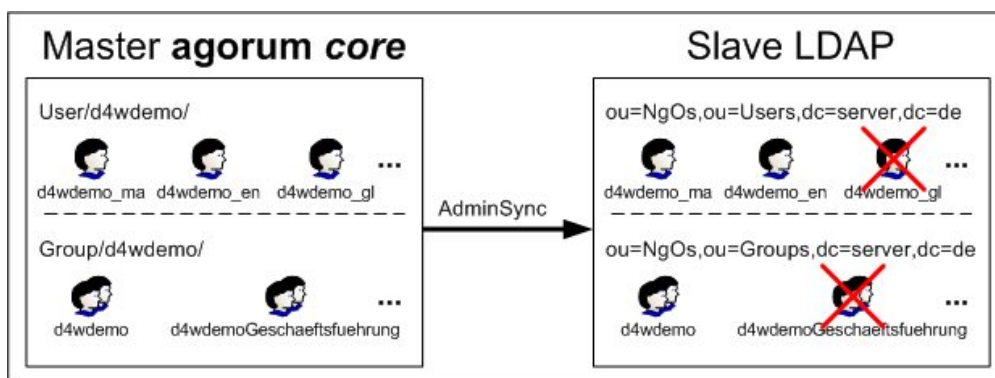 Master agorum core
User/d4wdemo/
d4wdemo_ma d4wdemo_en d4wdemo_gl ...
Group/d4wdemo/
d4wdemo d4wdemoGeschaeftsfuehrung ...
AdminSync
Slave LDAP
ou=NgOs,ou=Users,dc=server,dc=de
d4wdemo_ma d4wdemo_en d4wdemo_gl ...
ou=NgOs,ou=Groups,dc=server,dc=de
d4wdemo d4wdemoGeschaeftsfuehrung ...